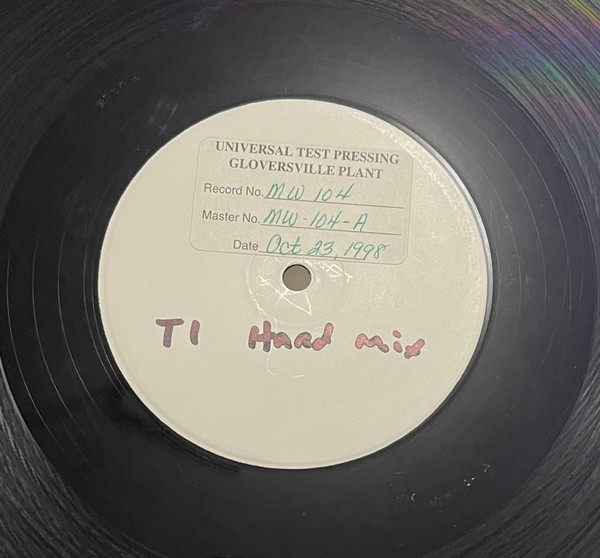 UNIVERSAL TEST PRESSING
GLOVERSVILLE PLANT
Record No. MW 104
Master No. MW-104-A
Date Oct 23, 1998
T1 Hard mix